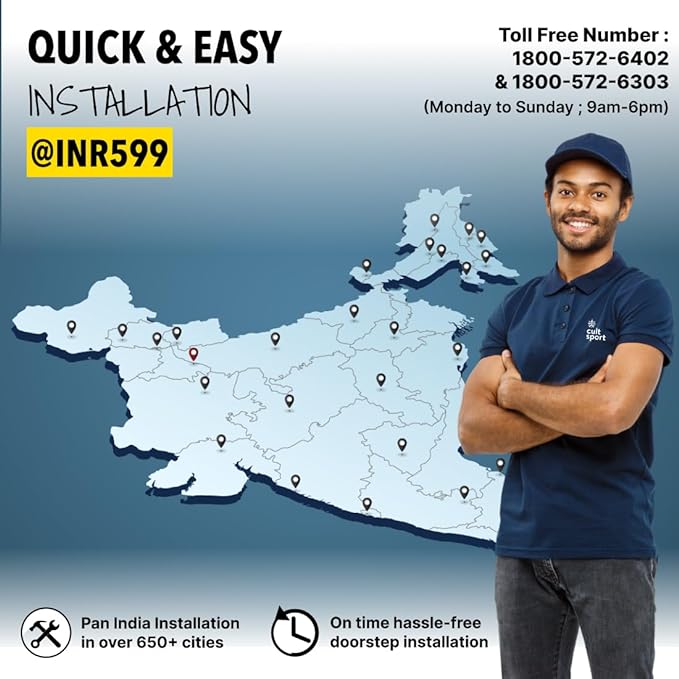 QUICK & EASY
INSTALLATION
@INR599
Toll Free Number :
1800-572-6402
& 1800-572-6303
(Monday to Sunday ; 9am-6pm)
cult
sport
Pan India Installation
in over 650+ cities
On time hassle-free
doorstep installation